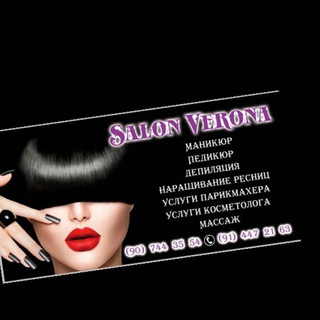 SALON VERONA
МАНИКЮР
ПЕДИКЮР
ДЕПИЛЯЦИЯ
НАРАЩИВАНИЕ РЕСНИЦ
УСЛУГИ ПАРИКМАХЕРА
УСЛУГИ КОСМЕТОЛОГА
МАССАЖ
(90) 744 35 54 (91) 447 21 63